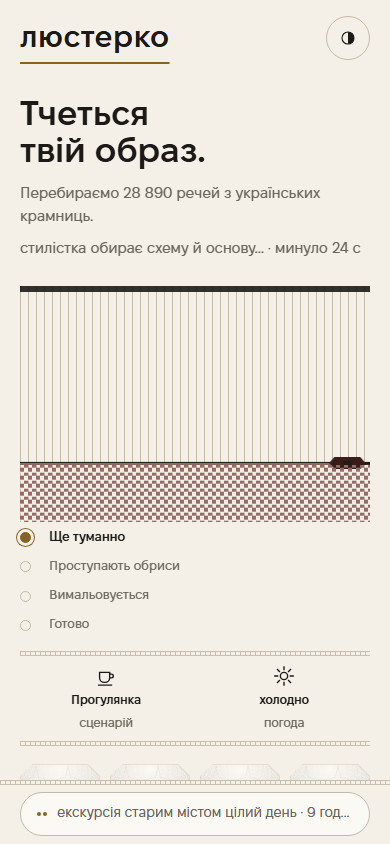 люстерко
Тчеться
твій образ.
Перебираємо 28 890 речей з українських
крамниць.
стилістка обирає схему й основу… · минуло 24 с
Ще туманно
Проступають обриси
Вимальовується
Готово
Прогулянка
холодно
сценарій
погода
екскурсія старим містом цілий день · 9 год…